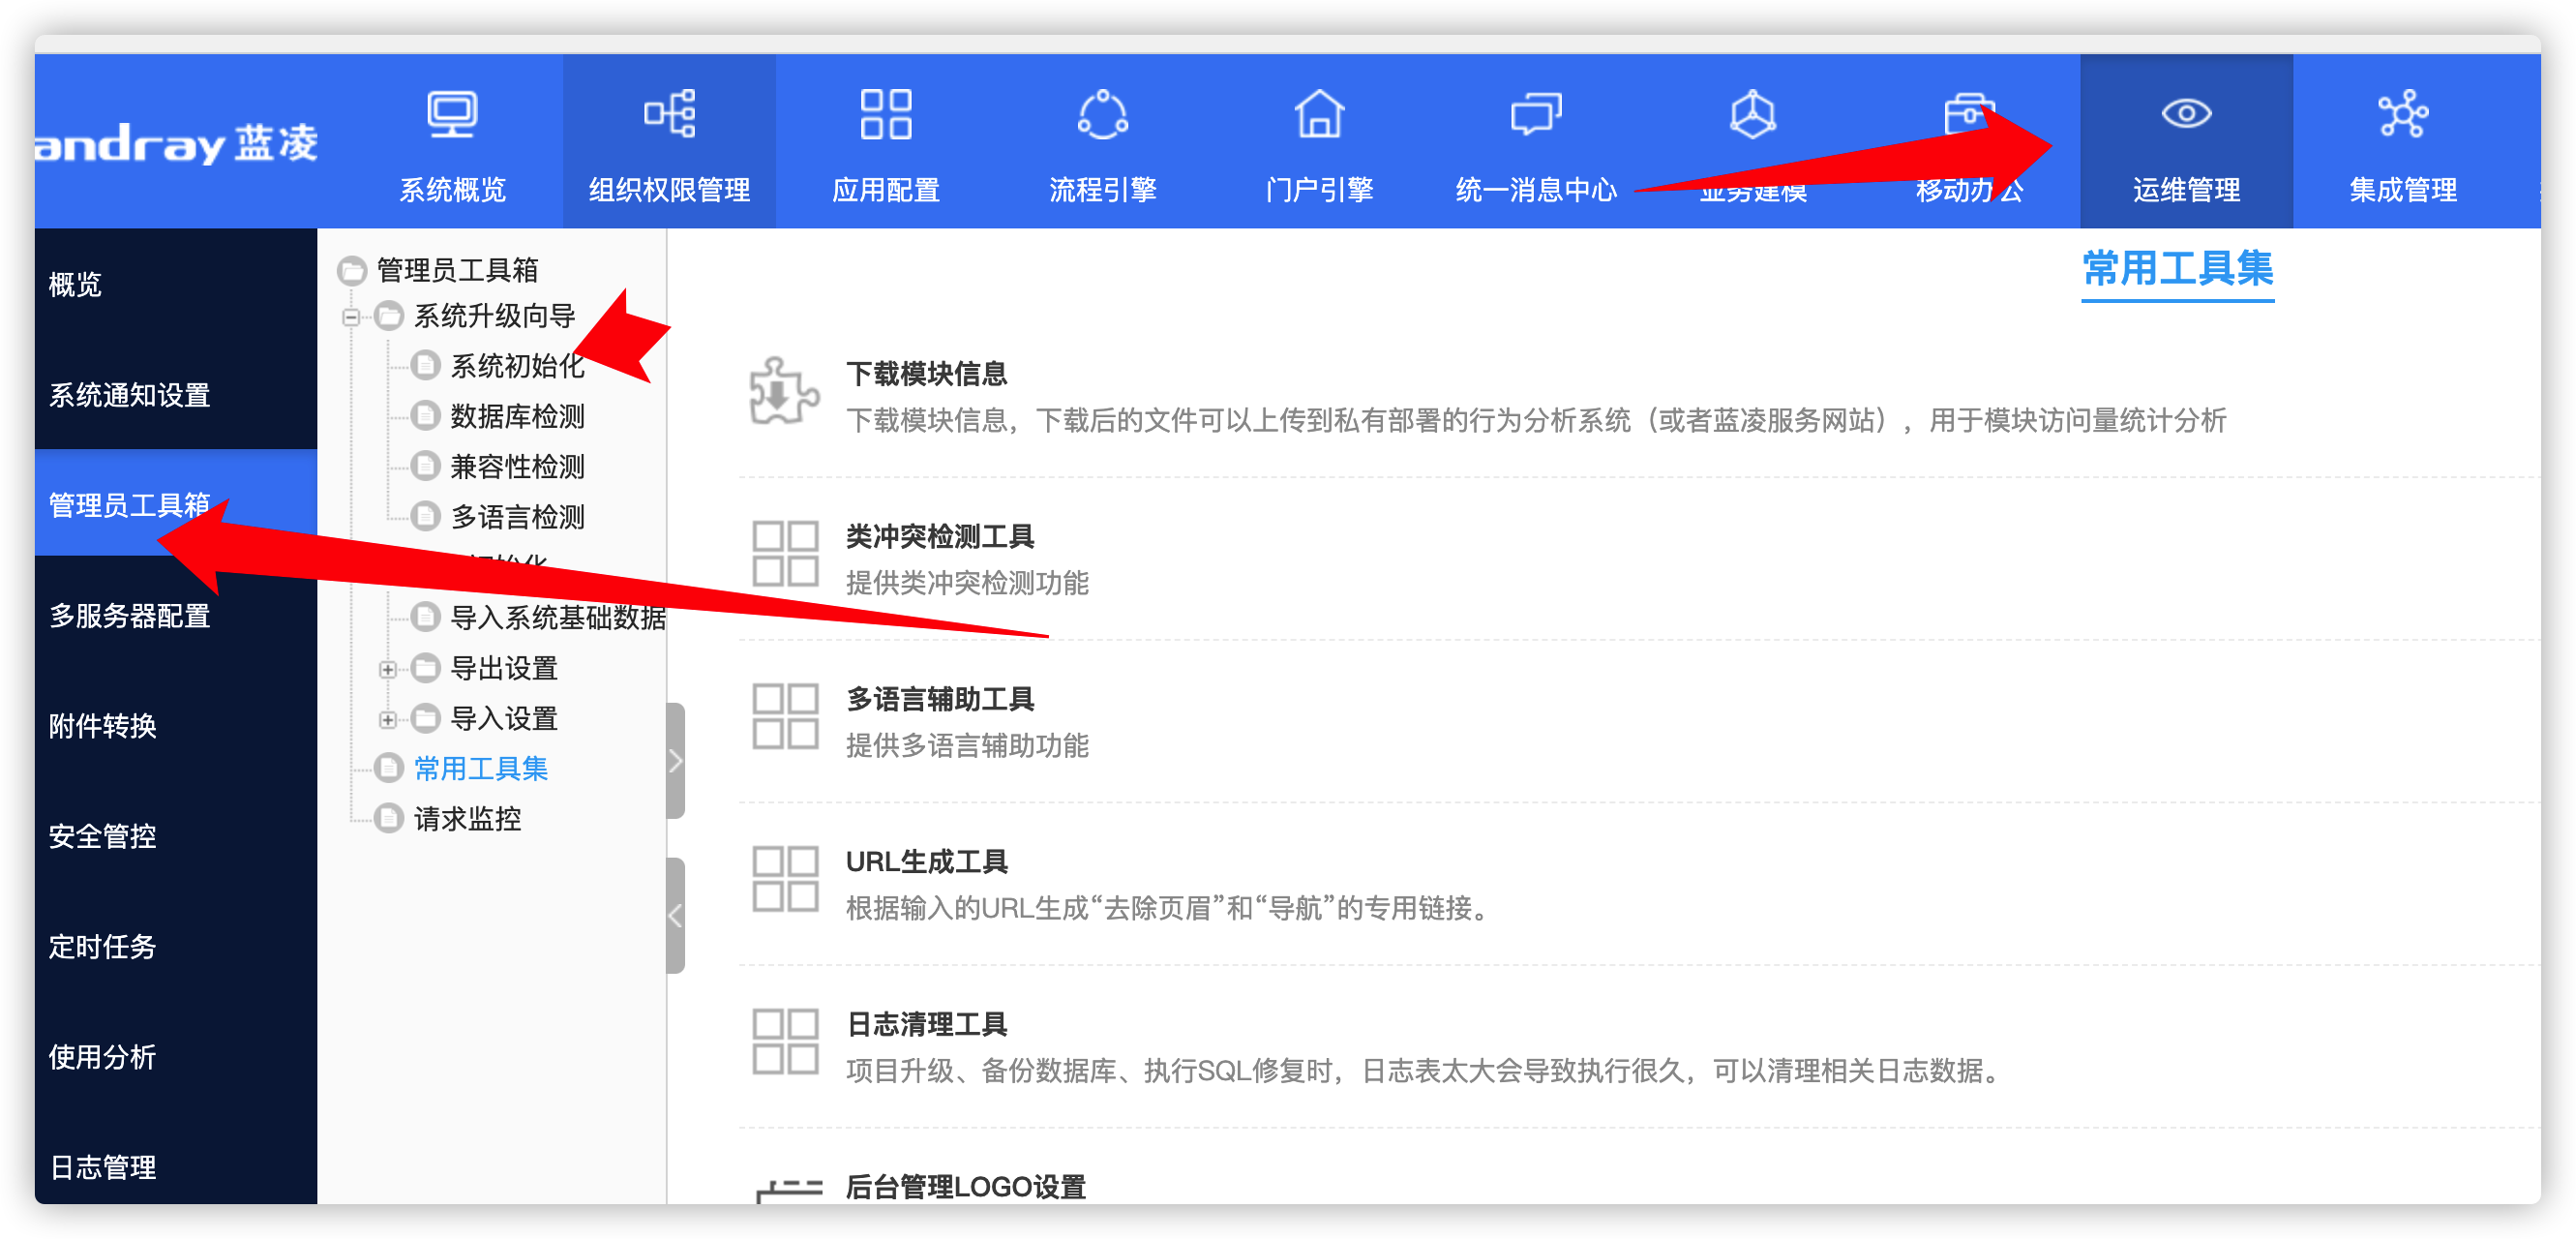 andray 蓝凌
系统概览
组织权限管理
应用配置
流程引擎
门户引擎
统一消息中心
业务建模
移动办公
运维管理
集成管理
概览
系统通知设置
管理员工具箱
多服务器配置
附件转换
安全管控
定时任务
使用分析
日志管理
管理员工具箱
系统升级向导
系统初始化
数据库检测
兼容性检测
多语言检测
初始化
导入系统基础数据
导出设置
导入设置
常用工具集
请求监控
常用工具集
下载模块信息
下载模块信息，下载后的文件可以上传到私有部署的行为分析系统（或者蓝凌服务网站），用于模块访问量统计分析
类冲突检测工具
提供类冲突检测功能
多语言辅助工具
提供多语言辅助功能
URL生成工具
根据输入的URL生成“去除页眉”和“导航”的专用链接。
日志清理工具
项目升级、备份数据库、执行SQL修复时，日志表太大会导致执行很久，可以清理相关日志数据。
后台管理LOGO设置